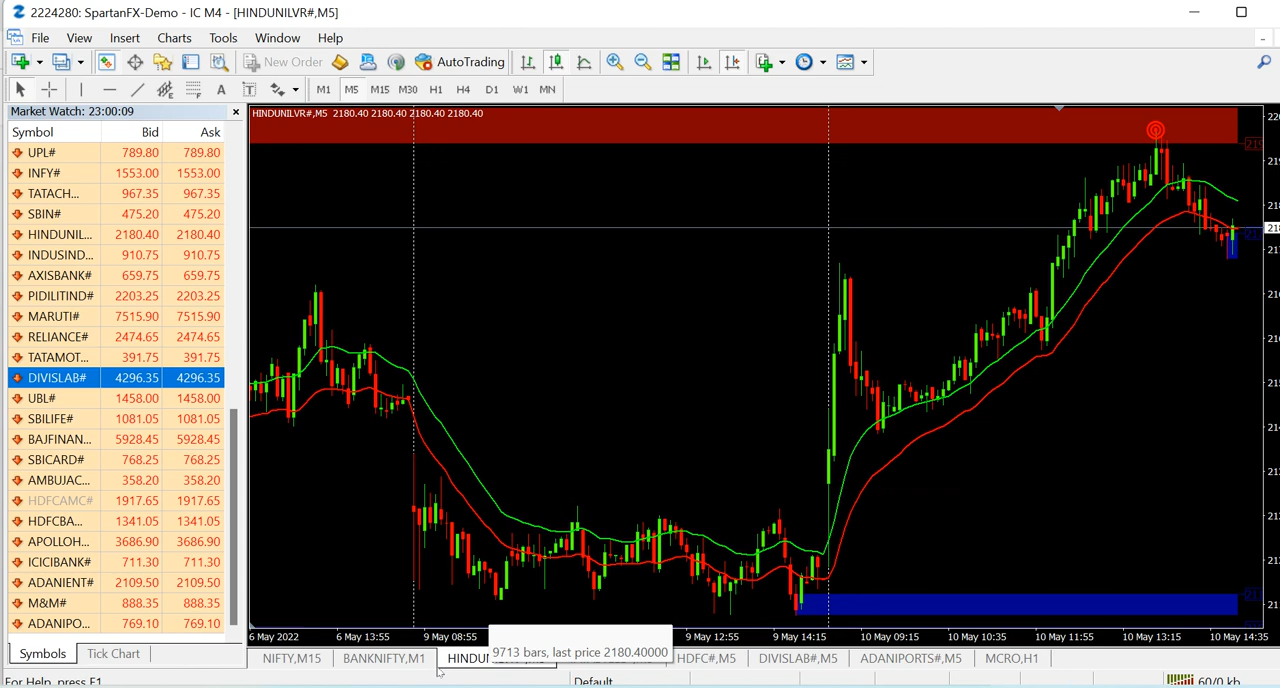 2224280: SpartanFX-Demo - IC M4 - [HINDUNILVR#,M5]
File View Insert Charts Tools Window Help
New Order AutoTrading
A T M1 M5 M15 M30 H1 H4 D1 W1 MN
Market Watch: 23:00:09
Symbol Bid Ask
UPL# 789.80 789.80
INFY# 1553.00 1553.00
TATACH... 967.35 967.35
SBIN# 475.20 475.20
HINDUNIL... 2180.40 2180.40
INDUSIND... 910.75 910.75
AXISBANK# 659.75 659.75
PIDILITIND# 2203.25 2203.25
MARUTI# 7515.90 7515.90
RELIANCE# 2474.65 2474.65
TATAMOT... 391.75 391.75
DIVISLAB# 4296.35 4296.35
UBL# 1458.00 1458.00
SBILIFE# 1081.05 1081.05
BAJFINAN... 5928.45 5928.45
SBICARD# 768.25 768.25
AMBUJAC... 358.20 358.20
HDFCAMC# 1917.65 1917.65
HDFCBA... 1341.05 1341.05
APOLLOH... 3686.90 3686.90
ICICIBANK# 711.30 711.30
ADANIENT# 2109.50 2109.50
M&M# 888.35 888.35
ADANIPO... 769.10 769.10
Symbols Tick Chart
HINDUNILVR#,M5 2180.40 2180.40 2180.40 2180.40
6 May 2022 6 May 13:55 9 May 08:55 9 May 12:55 9 May 14:15 10 May 09:15 10 May 10:35 10 May 11:55 10 May 13:15 10 May 14:35
9713 bars, last price 2180.40000
NIFTY,M15 BANKNIFTY,M1 HDFC#,M5 DIVISLAB#,M5 ADANIPORTS#,M5 MCRO,H1
For Help, press F1 Default 60/0 kb